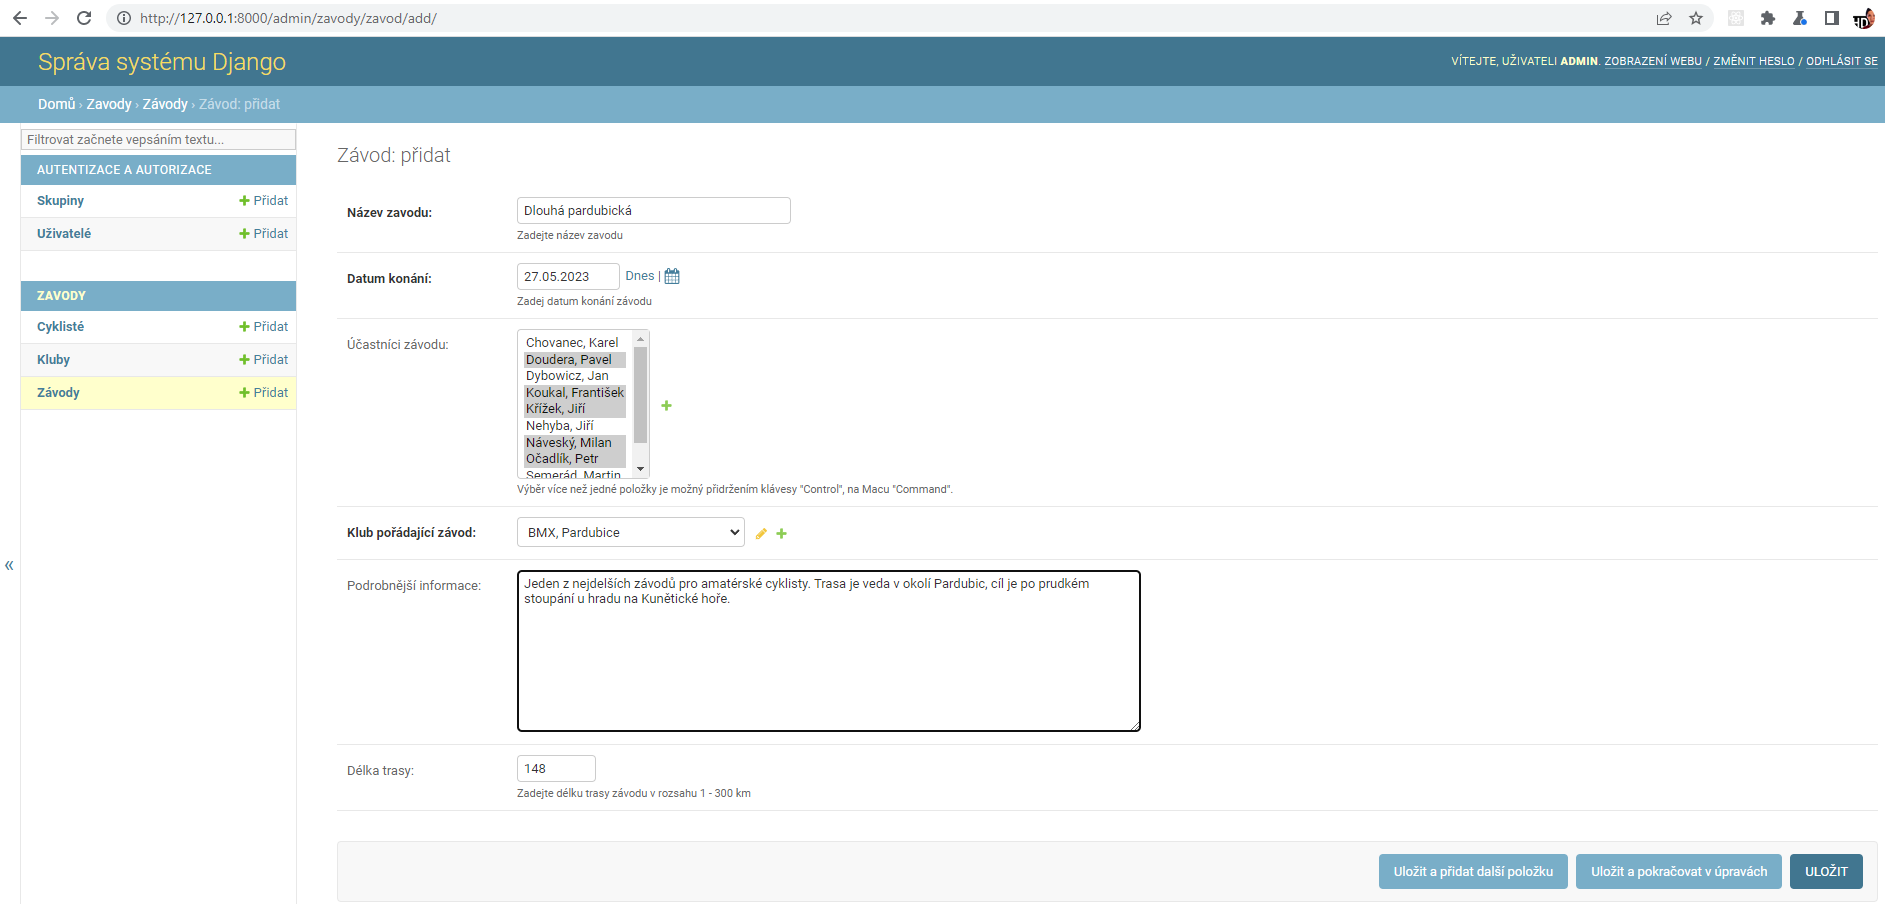 http://127.0.0.1:8000/admin/zavody/zavod/add/
Správa systému Django
VÍTEJTE, UŽIVATELI ADMIN. ZOBRAZENÍ WEBU / ZMĚNIT HESLO / ODHLÁSIT SE
Domů › Zavody › Závody › Závod: přidat
Filtrovat začnete vepsáním textu...
AUTENTIZACE A AUTORIZACE
Skupiny + Přidat
Uživatelé + Přidat
ZAVODY
Cyklisté + Přidat
Kluby + Přidat
Závody + Přidat
«
Závod: přidat
Název zavodu: Dlouhá pardubická
Zadejte název zavodu
Datum konání: 27.05.2023 Dnes |
Zadej datum konání závodu
Účastníci závodu:
Chovanec, Karel
Doudera, Pavel
Dybowicz, Jan
Koukal, František
Křížek, Jiří
Nehyba, Jiří
Náveský, Milan
Očadlík, Petr
Semerád, Martin
Výběr více než jedné položky je možný přidržením klávesy "Control", na Macu "Command".
Klub pořádající závod: BMX, Pardubice
Podrobnější informace:
Jeden z nejdelších závodů pro amatérské cyklisty. Trasa je veda v okolí Pardubic, cíl je po prudkém
stoupání u hradu na Kunětické hoře.
Délka trasy: 148
Zadejte délku trasy závodu v rozsahu 1 - 300 km
Uložit a přidat další položku Uložit a pokračovat v úpravách ULOŽIT